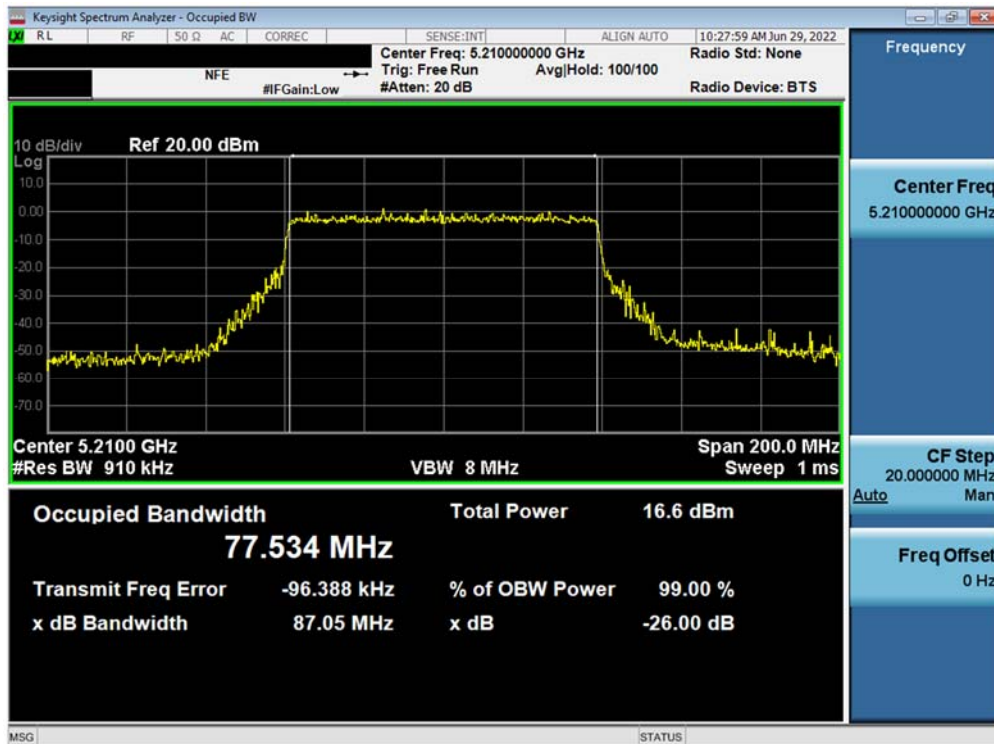 Keysight Spectrum Analyzer - Occupied BW
LXI RL RF 50 Ω AC CORREC SENSE:INT ALIGN AUTO 10:27:59 AM Jun 29, 2022
Center Freq: 5.210000000 GHz Radio Std: None
NFE Trig: Free Run Avg|Hold: 100/100
#IFGain:Low #Atten: 20 dB Radio Device: BTS
10 dB/div Ref 20.00 dBm
Log
10.0
0.00
-10.0
-20.0
-30.0
-40.0
-50.0
-60.0
-70.0
Center 5.2100 GHz Span 200.0 MHz
#Res BW 910 kHz VBW 8 MHz Sweep 1 ms
Occupied Bandwidth Total Power 16.6 dBm
77.534 MHz
Transmit Freq Error -96.388 kHz % of OBW Power 99.00 %
x dB Bandwidth 87.05 MHz x dB -26.00 dB
MSG STATUS
Frequency
Center Freq
5.210000000 GHz
CF Step
20.000000 MHz
Auto Man
Freq Offset
0 Hz